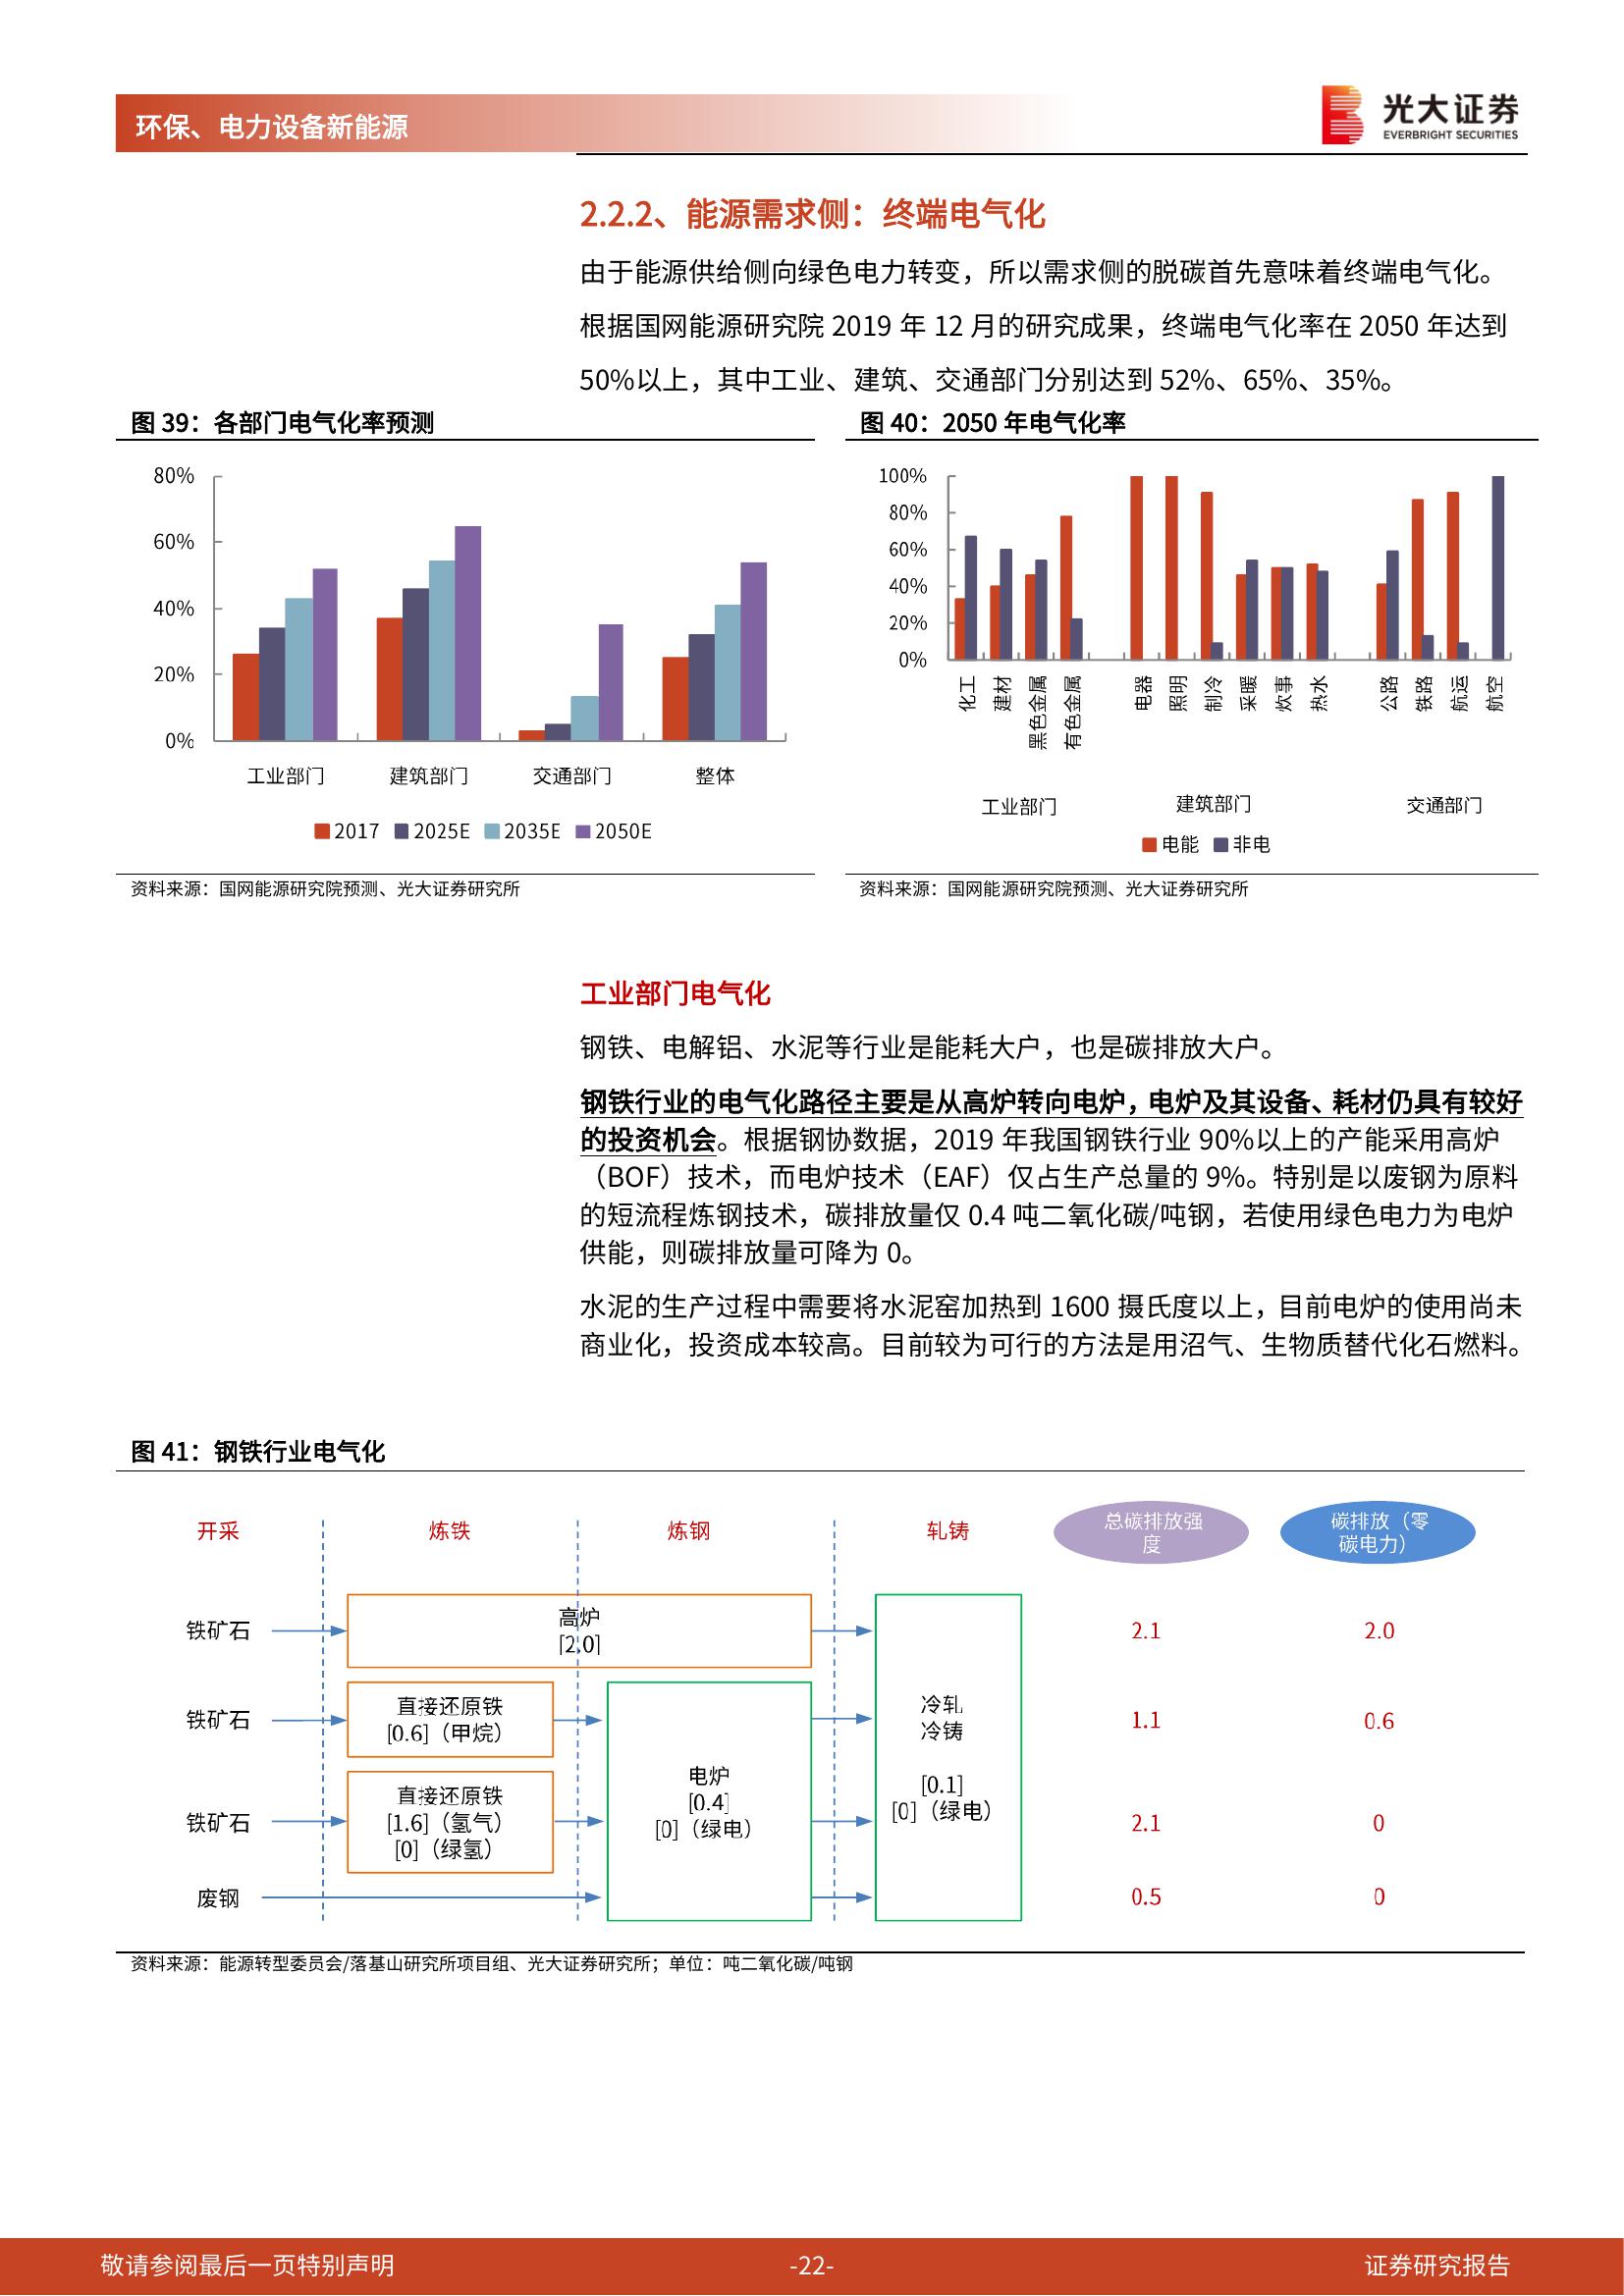 环保、电力设备新能源
光大证券
EVERBRIGHT SECURITIES
2.2.2、能源需求侧：终端电气化
由于能源供给侧向绿色电力转变，所以需求侧的脱碳首先意味着终端电气化。
根据国网能源研究院 2019 年 12 月的研究成果，终端电气化率在 2050 年达到
50%以上，其中工业、建筑、交通部门分别达到 52%、65%、35%。
图 39：各部门电气化率预测
80%
60%
40%
20%
0%
工业部门 建筑部门 交通部门 整体
2017 2025E 2035E 2050E
资料来源：国网能源研究院预测、光大证券研究所
图 40：2050 年电气化率
100%
80%
60%
40%
20%
0%
化工 建材 黑色金属 有色金属 电器 照明 制冷 采暖 炊事 热水 公路 铁路 航运 航空
工业部门 建筑部门 交通部门
电能 非电
资料来源：国网能源研究院预测、光大证券研究所
工业部门电气化
钢铁、电解铝、水泥等行业是能耗大户，也是碳排放大户。
钢铁行业的电气化路径主要是从高炉转向电炉，电炉及其设备、耗材仍具有较好
的投资机会。根据钢协数据，2019 年我国钢铁行业 90%以上的产能采用高炉
（BOF）技术，而电炉技术（EAF）仅占生产总量的 9%。特别是以废钢为原料
的短流程炼钢技术，碳排放量仅 0.4 吨二氧化碳/吨钢，若使用绿色电力为电炉
供能，则碳排放量可降为 0。
水泥的生产过程中需要将水泥窑加热到 1600 摄氏度以上，目前电炉的使用尚未
商业化，投资成本较高。目前较为可行的方法是用沼气、生物质替代化石燃料。
图 41：钢铁行业电气化
开采 炼铁 炼钢 轧铸
总碳排放强
度
碳排放（零
碳电力）
铁矿石
高炉
[2.0]
2.1 2.0
铁矿石
直接还原铁
[0.6]（甲烷）
1.1 0.6
铁矿石
直接还原铁
[1.6]（氢气）
[0]（绿氢）
2.1 0
废钢
0.5 0
电炉
[0.4]
[0]（绿电）
冷轧
冷铸
[0.1]
[0]（绿电）
资料来源：能源转型委员会/落基山研究所项目组、光大证券研究所；单位：吨二氧化碳/吨钢
敬请参阅最后一页特别声明
-22-
证券研究报告